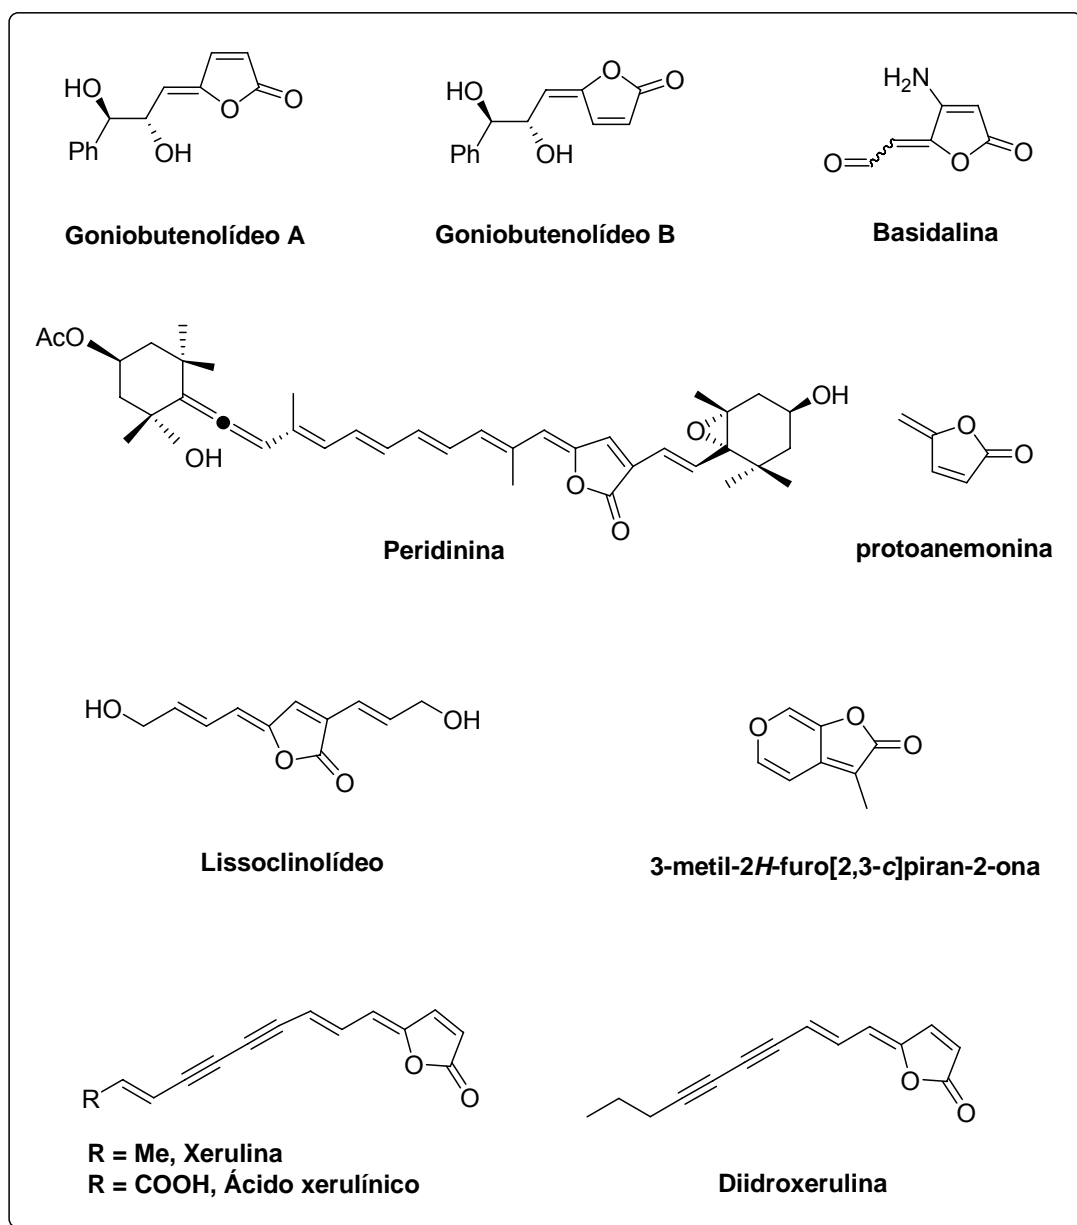 HO
O
O
Ph
OH
Goniobutenolídeo A
HO
O
O
Ph
OH
Goniobutenolídeo B
H2N
O
O
O
Basidalina
AcO
OH
O
OH
O
O
Peridinina
O
O
protoanemonina
HO
OH
O
O
Lissoclinolídeo
O
O
O
3-metil-2H-furo[2,3-c]piran-2-ona
R
O
O
R = Me, Xerulina
R = COOH, Ácido xerulínico
O
O
Diidroxerulina